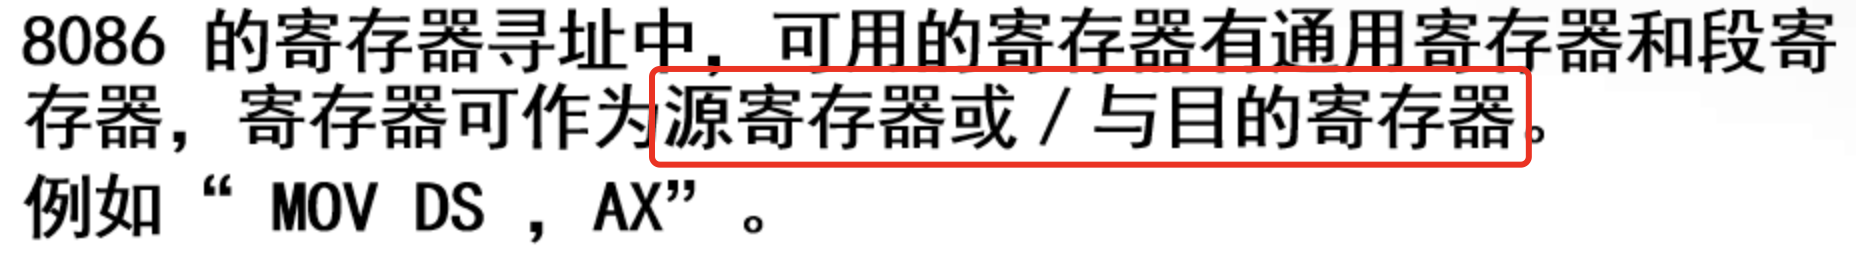 8086 的寄存器寻址中，可用的寄存器有通用寄存器和段寄
存器，寄存器可作为源寄存器或 / 与目的寄存器。
例如 “ MOV DS , AX” 。